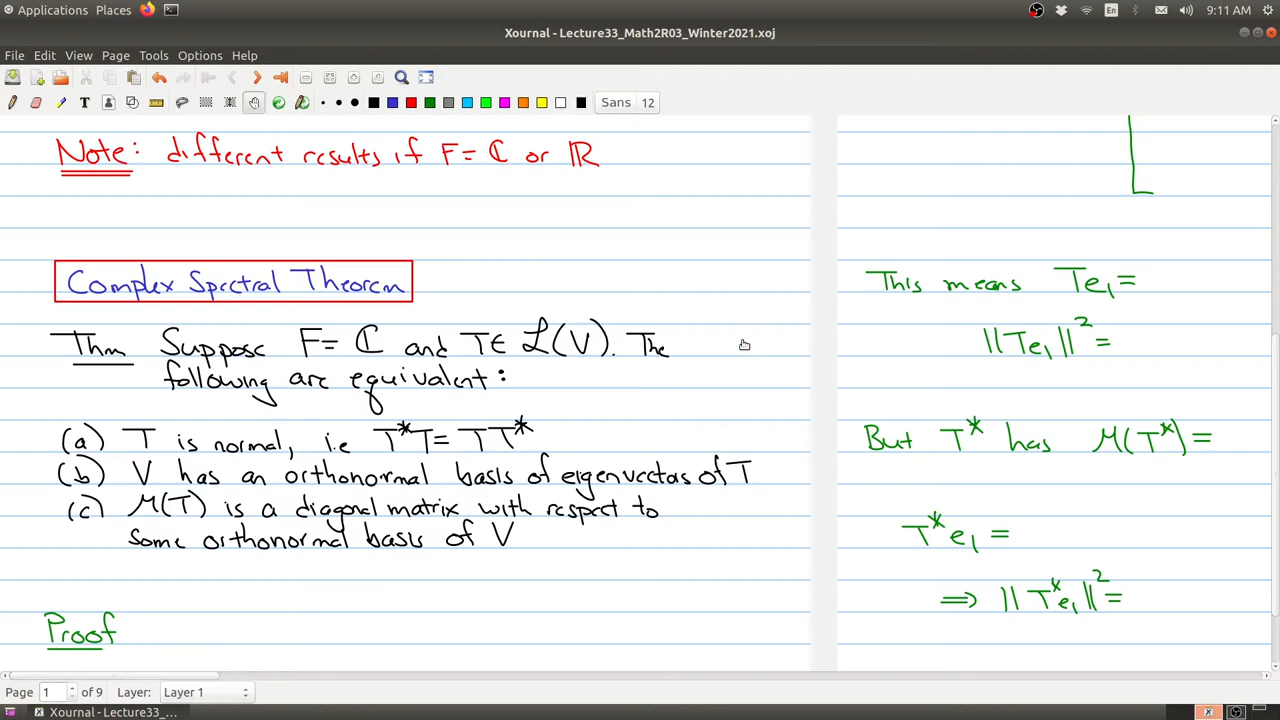 Applications Places En 9:11 AM
Xournal - Lecture33_Math2R03_Winter2021.xoj
File Edit View Page Tools Options Help
T Sans 12
Note: different results if F = ℂ or ℝ
Complex Spectral Theorem
Thm Suppose F = ℂ and T ∈ ℒ(V). The
following are equivalent:
(a) T is normal, i.e T*T = TT*
(b) V has an orthonormal basis of eigenvectors of T
(c) M(T) is a diagonal matrix with respect to
some orthonormal basis of V
Proof
This means Te₁ =
||Te₁||² =
But T* has M(T*) =
T*e₁ =
⇒ ||T*e₁||² =
Page 1 of 9 Layer: Layer 1
Xournal - Lecture33_...